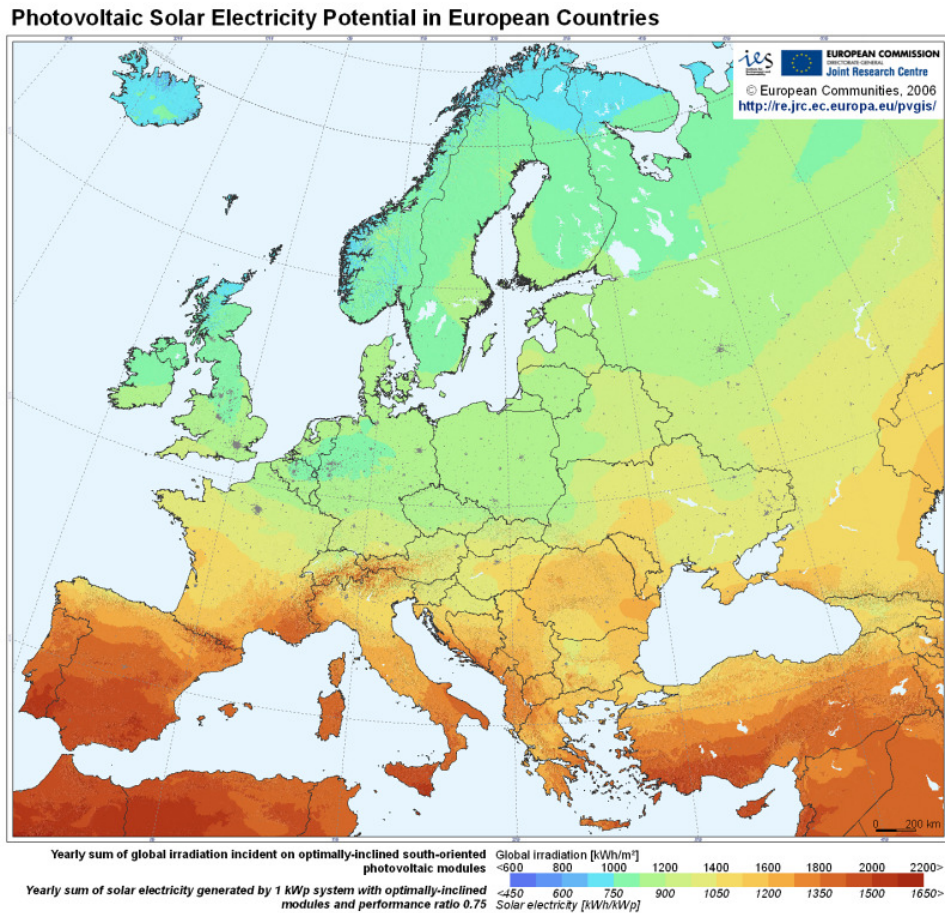 Photovoltaic Solar Electricity Potential in European Countries
ies
EUROPEAN COMMISSION
DIRECTORATE-GENERAL
Joint Research Centre
© European Communities, 2006
http://re.jrc.ec.europa.eu/pvgis/
0 200 km
Yearly sum of global irradiation incident on optimally-inclined south-oriented
photovoltaic modules
Global irradiation [kWh/m²]
<600 800 1000 1200 1400 1600 1800 2000 2200>
Yearly sum of solar electricity generated by 1 kWp system with optimally-inclined
modules and performance ratio 0.75
<450 600 750 900 1050 1200 1350 1500 1650>
Solar electricity [kWh/kWp]